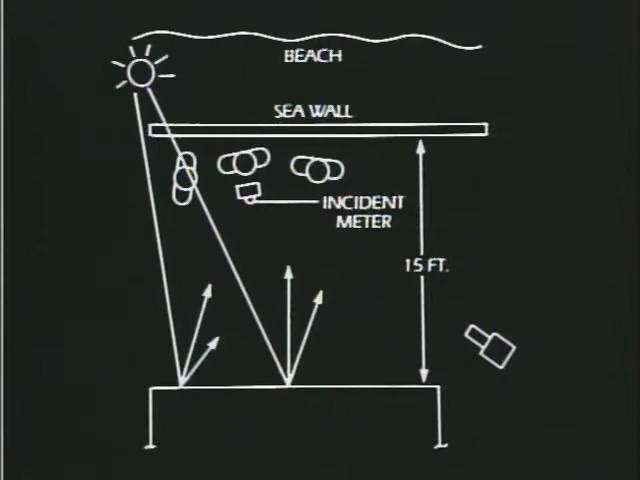 BEACH
SEA WALL
INCIDENT
METER
15 FT.